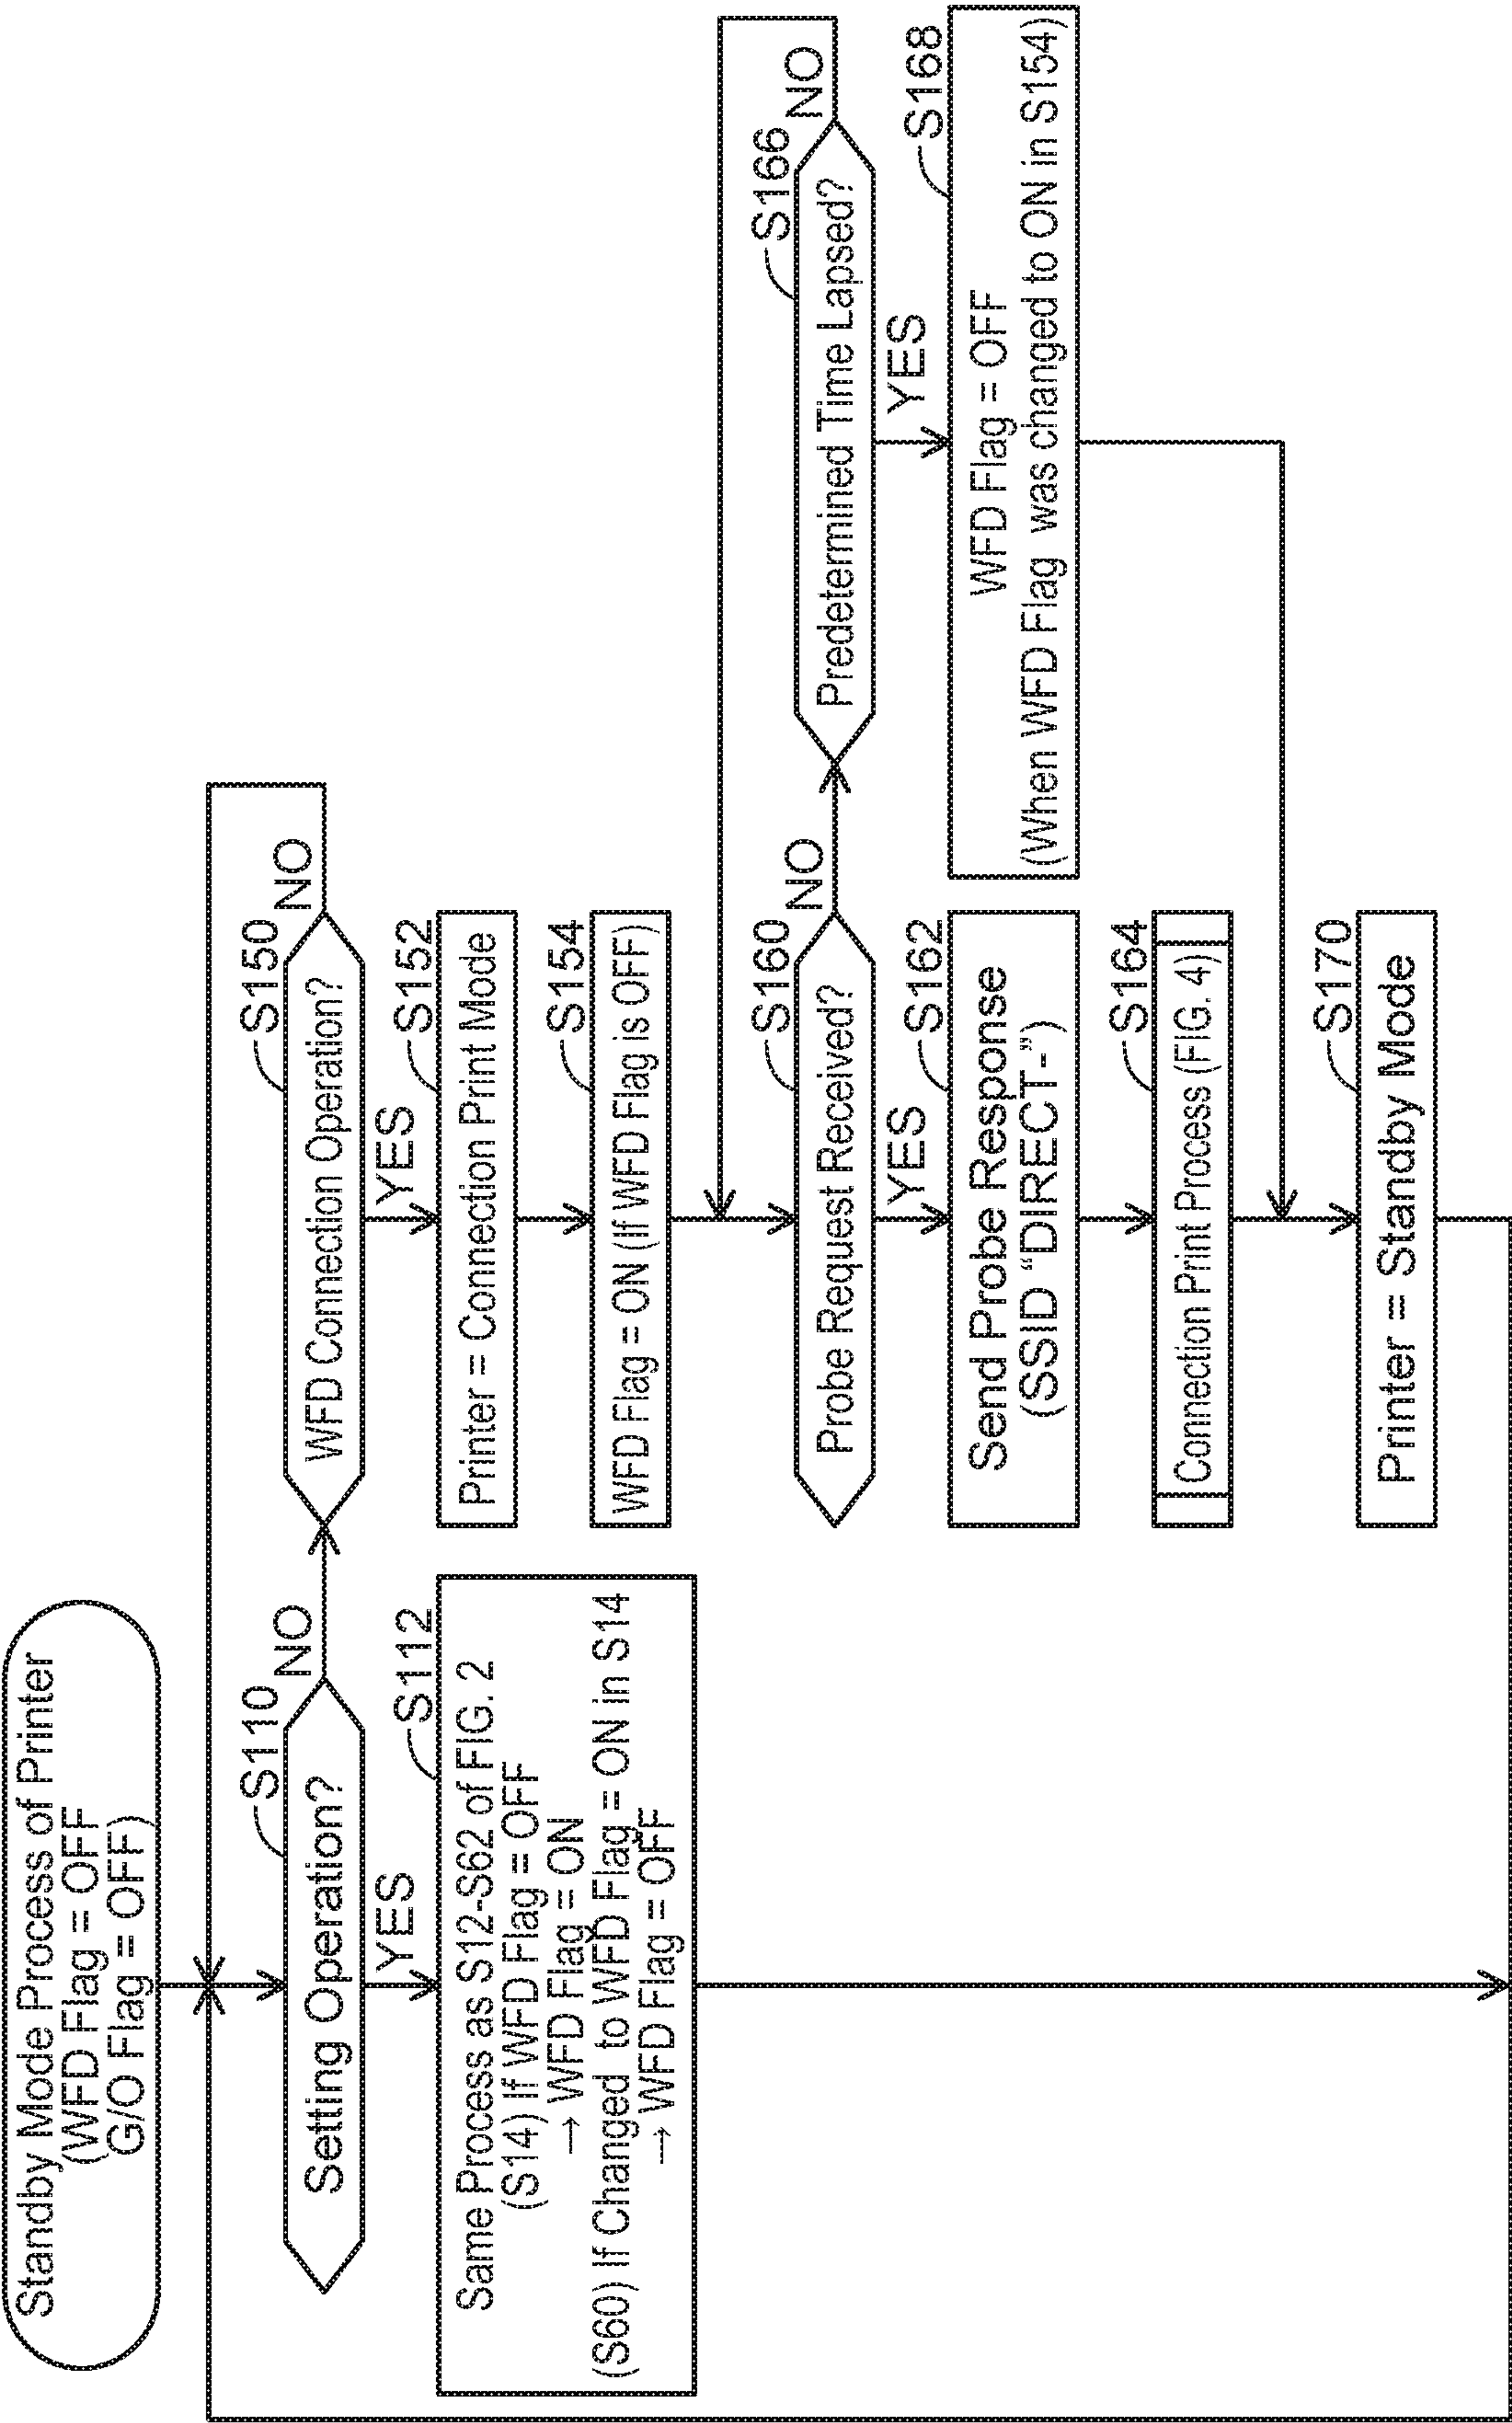 Standby Mode Process of Printer
(WFD Flag = OFF
G/O Flag = OFF)
S110
Setting Operation?
NO
YES
S112
Same Process as S12-S62 of FIG. 2
(S14) If WFD Flag = OFF
→ WFD Flag = ON
(S60) If Changed to WFD Flag = ON in S14
→ WFD Flag = OFF
S150
WFD Connection Operation?
NO
YES
S152
Printer = Connection Print Mode
S154
WFD Flag = ON (If WFD Flag is OFF)
S160
Probe Request Received?
NO
YES
S162
Send Probe Response
(SSID “DIRECT-”)
S164
Connection Print Process (FIG. 4)
S166
Predetermined Time Lapsed?
NO
YES
S168
WFD Flag = OFF
(When WFD Flag was changed to ON in S154)
S170
Printer = Standby Mode